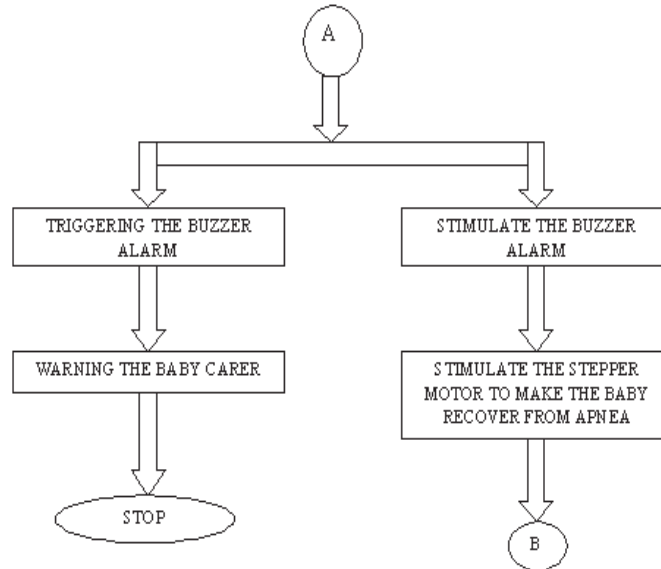 A
TRIGGERING THE BUZZER
ALARM
STIMULATE THE BUZZER
ALARM
WARNING THE BABY CARER
STIMULATE THE STEPPER
MOTOR TO MAKE THE BABY
RECOVER FROM APNEA
STOP
B